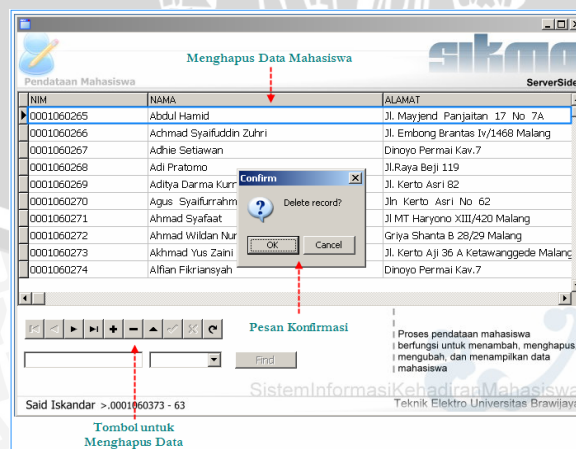 Menghapus Data Mahasiswa
sikma
Pendataan Mahasiswa
ServerSide
NIM NAMA ALAMAT
0001060265 Abdul Hamid Jl. Mayjend Panjaitan 17 No 7A
0001060266 Achmad Syaifuddin Zuhri Jl. Embong Brantas Iv/1468 Malang
0001060267 Adhie Setiawan Dinoyo Permai Kav.7
0001060268 Adi Pratomo Jl.Raya Beji 119
0001060269 Aditya Darma Kurr Jl. Kerto Asri 82
0001060270 Agus Syaifurrahm Jln Kerto Asri No 62
0001060271 Ahmad Syafaat Jl MT Haryono XIII/420 Malang
0001060272 Ahmad Wildan Nur Griya Shanta B 28/29 Malang
0001060273 Akhmad Yus Zaini Jl. Kerto Aji 36 A Ketawanggede Malang
0001060274 Alfian Fikriansyah Dinoyo Permai Kav.7
Confirm
Delete record?
OK Cancel
Pesan Konfirmasi
Find
Proses pendataan mahasiswa
berfungsi untuk menambah, menghapus,
mengubah, dan menampilkan data
mahasiswa
SistemInformasiKehadiranMahasiswa
Said Iskandar >.0001060373 - 63
Teknik Elektro Universitas Brawijaya
Tombol untuk
Menghapus Data